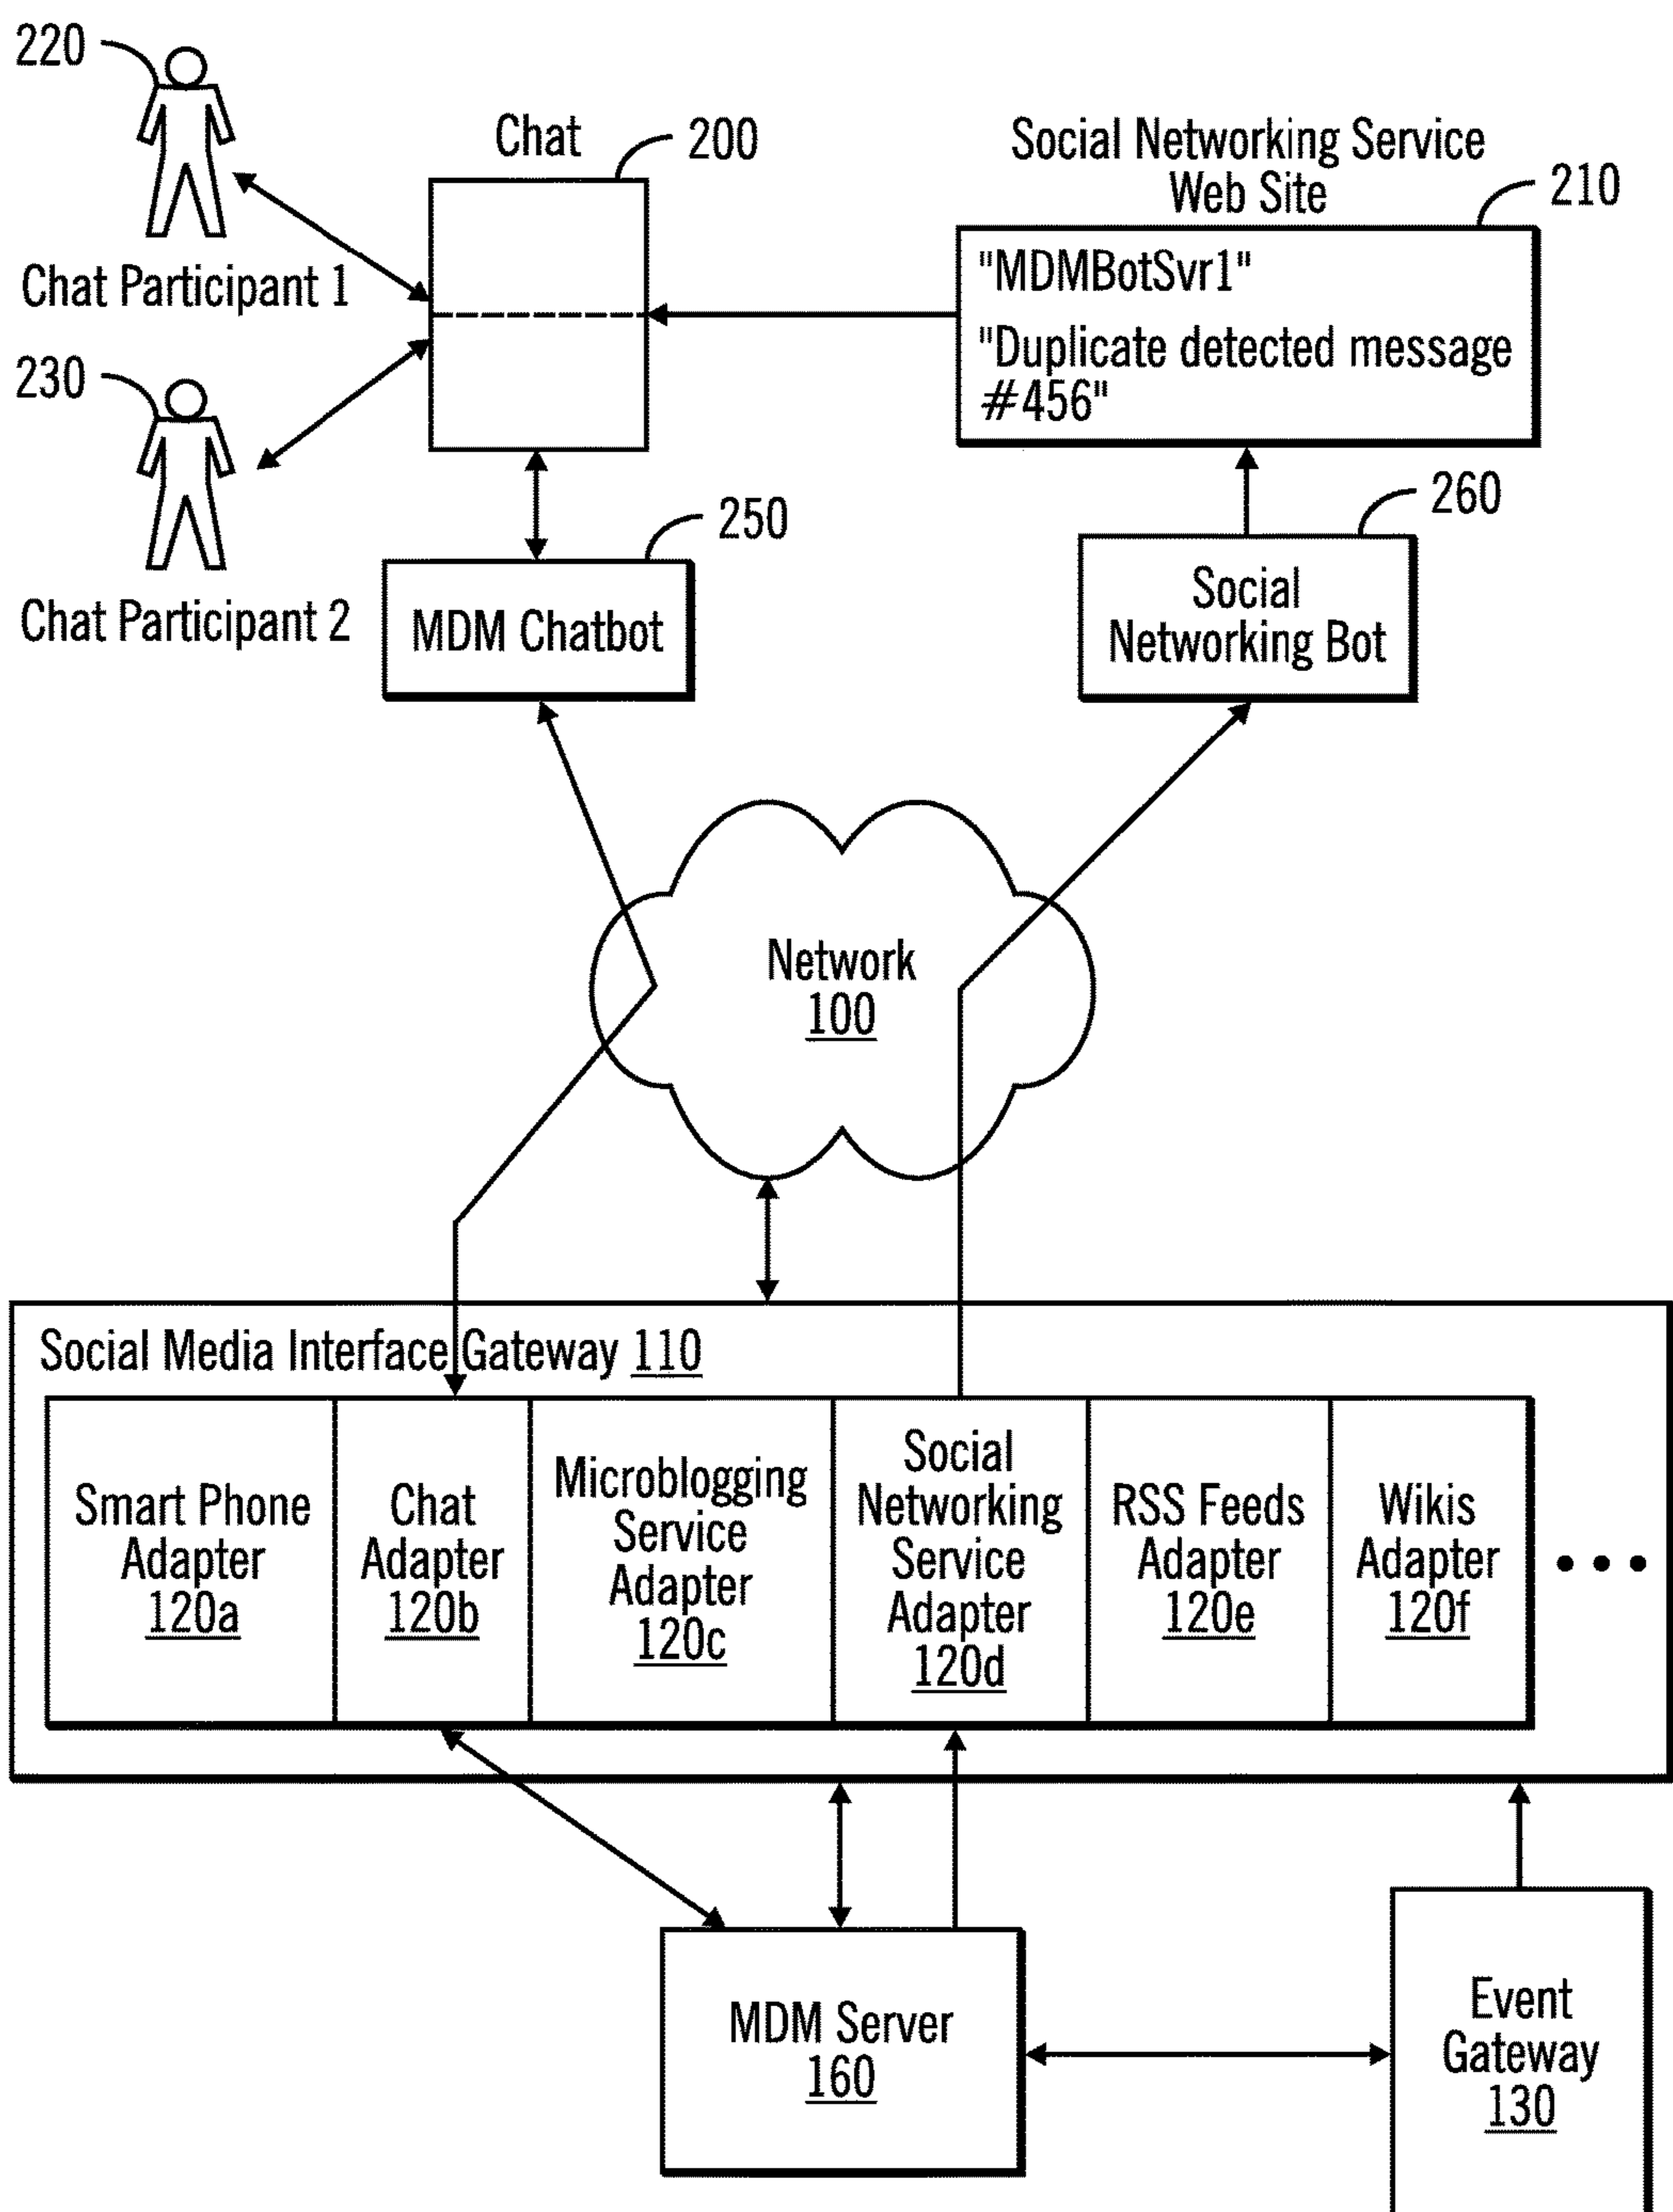 220
Chat
200
Social Networking Service
Web Site
210
"MDMBotSvr1"
"Duplicate detected message
#456"
Chat Participant 1
230
Chat Participant 2
250
MDM Chatbot
260
Social
Networking Bot
Network
100
Social Media Interface Gateway 110
Smart Phone
Adapter
120a
Chat
Adapter
120b
Microblogging
Service
Adapter
120c
Social
Networking
Service
Adapter
120d
RSS Feeds
Adapter
120e
Wikis
Adapter
120f
MDM Server
160
Event
Gateway
130